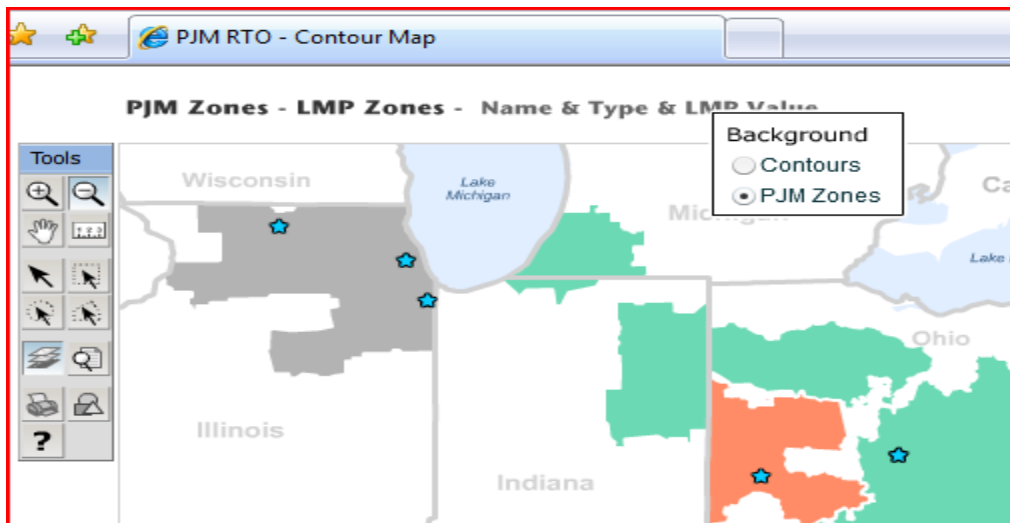 PJM RTO - Contour Map
PJM Zones - LMP Zones - Name & Type & LMP Value
Background
Contours
PJM Zones
Tools
?
Wisconsin
Lake
Michigan
Michigan
Ca
Lake
Ohio
Illinois
Indiana